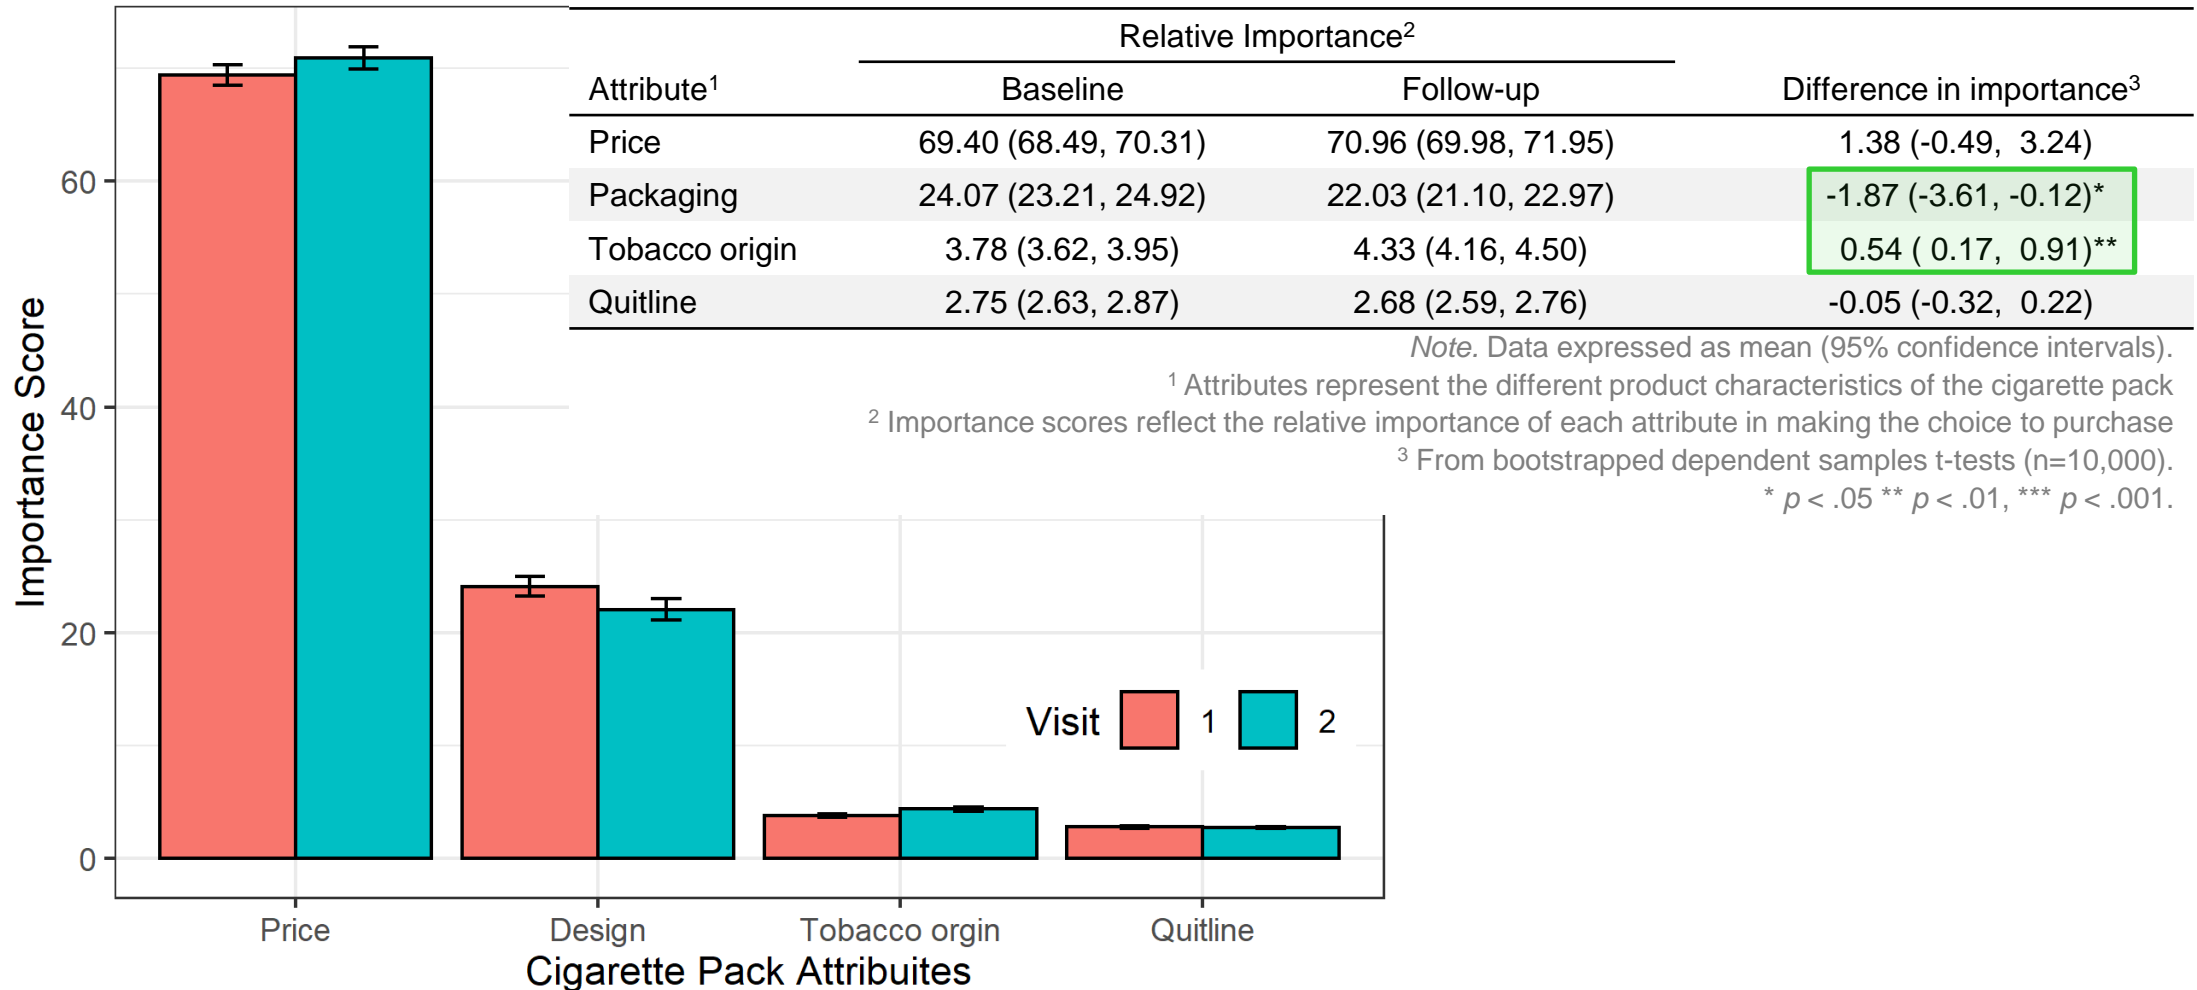 Relative Importance²
Attribute¹ Baseline Follow-up Difference in importance³
Price 69.40 (68.49, 70.31) 70.96 (69.98, 71.95) 1.38 (-0.49, 3.24)
Packaging 24.07 (23.21, 24.92) 22.03 (21.10, 22.97) -1.87 (-3.61, -0.12)*
Tobacco origin 3.78 (3.62, 3.95) 4.33 (4.16, 4.50) 0.54 ( 0.17, 0.91)**
Quitline 2.75 (2.63, 2.87) 2.68 (2.59, 2.76) -0.05 (-0.32, 0.22)
Note. Data expressed as mean (95% confidence intervals).
¹ Attributes represent the different product characteristics of the cigarette pack
² Importance scores reflect the relative importance of each attribute in making the choice to purchase
³ From bootstrapped dependent samples t-tests (n=10,000).
* p < .05 ** p < .01, *** p < .001.
Importance Score
60
40
20
0
Visit 1 2
Price Design Tobacco orgin Quitline
Cigarette Pack Attribuites